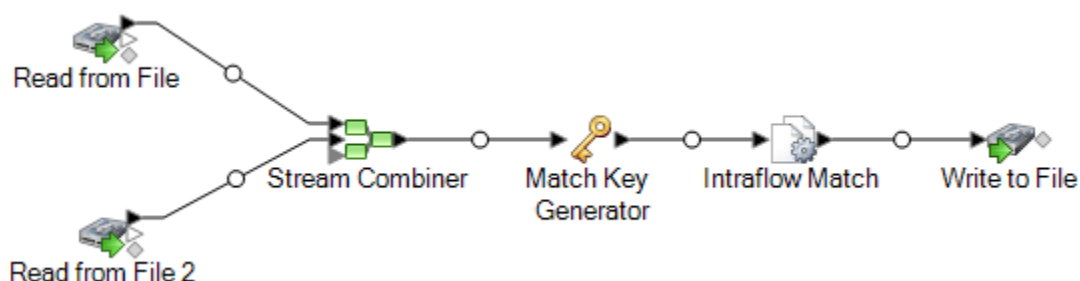 Read from File
Stream Combiner
Match Key
Generator
Intraflow Match
Write to File
Read from File 2